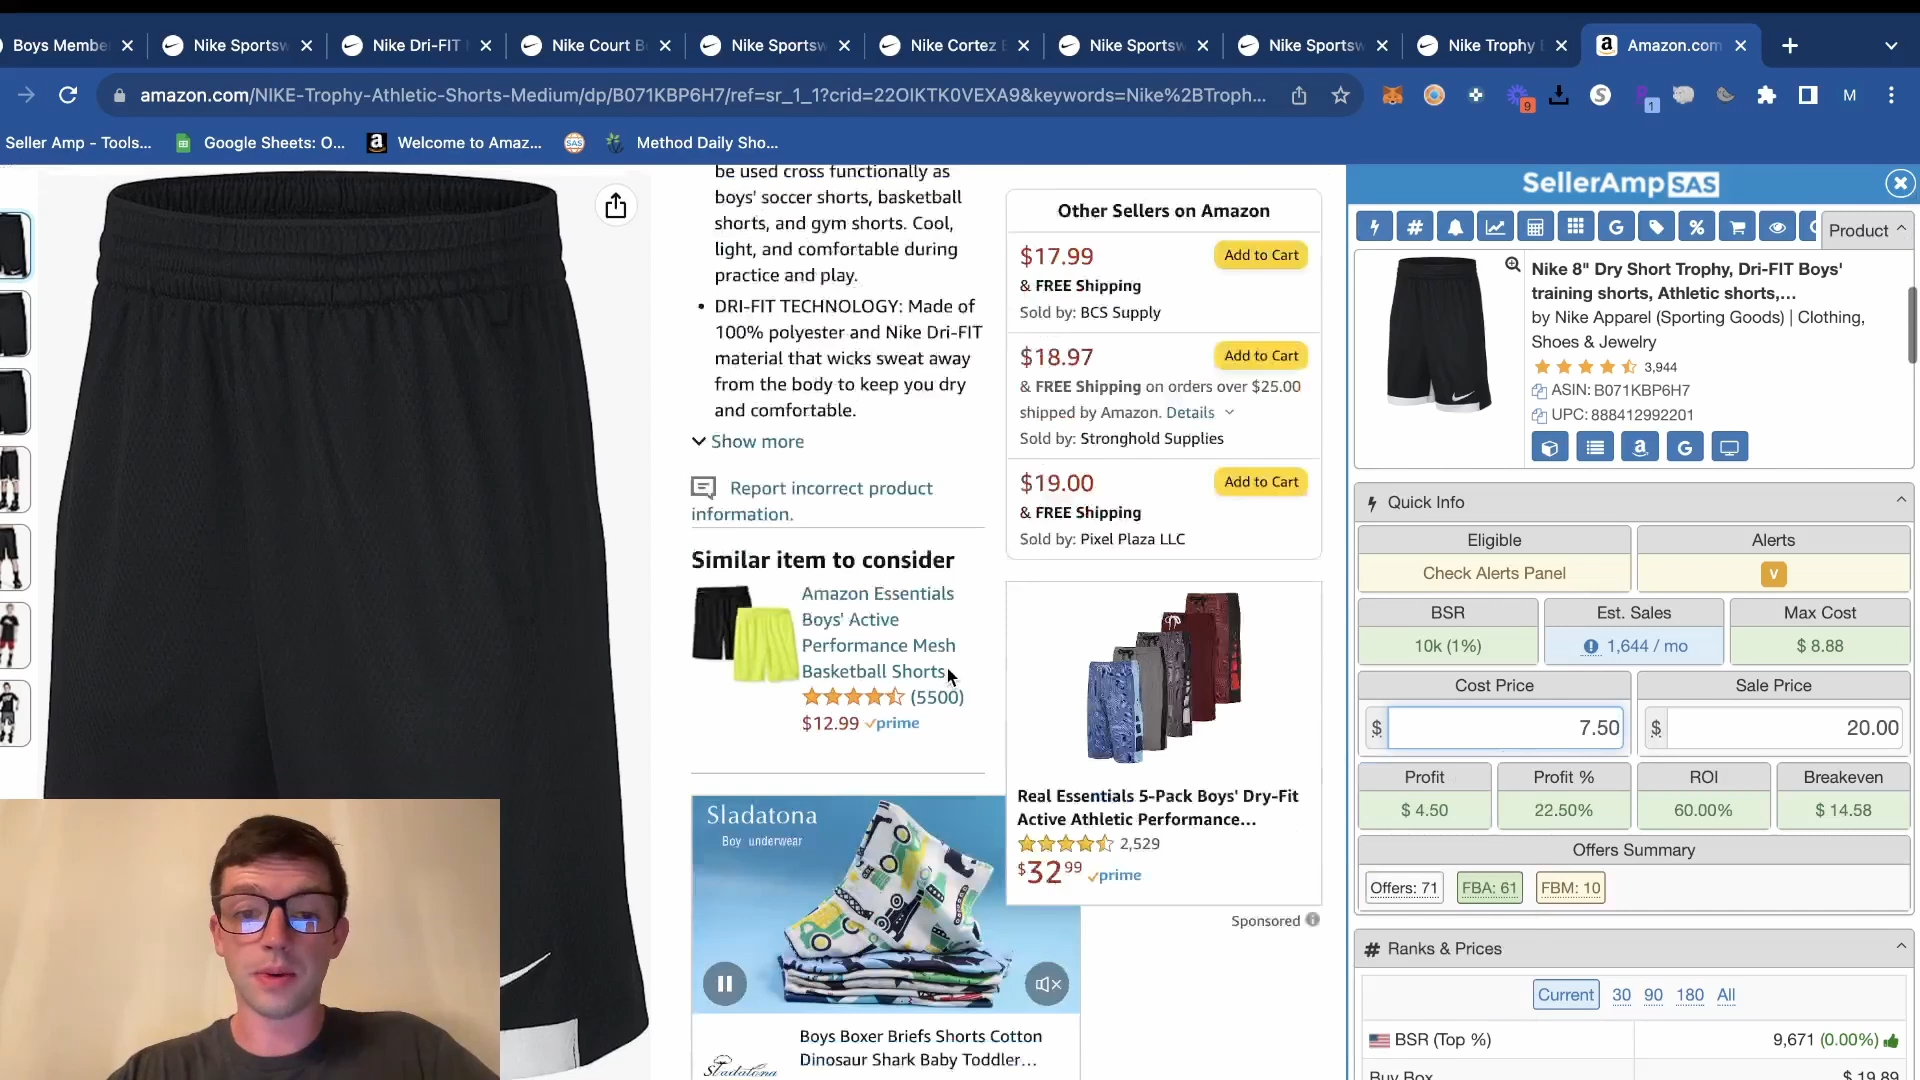 Boys Membe
Nike Sportsw
Nike Dri-FIT
Nike Court B
Nike Sportsw
Nike Cortez
Nike Sportsw
Nike Sportsw
Nike Trophy
Amazon.com
amazon.com/NIKE-Trophy-Athletic-Shorts-Medium/dp/B071KBP6H7/ref=sr_1_1?crid=22OIKTK0VEXA9&keywords=Nike%2BTroph...
9
1
M
Seller Amp - Tools...
Google Sheets: O...
Welcome to Amaz...
Method Daily Sho...
be used cross functionally as
boys' soccer shorts, basketball
shorts, and gym shorts. Cool,
light, and comfortable during
practice and play.
• DRI-FIT TECHNOLOGY: Made of
100% polyester and Nike Dri-FIT
material that wicks sweat away
from the body to keep you dry
and comfortable.
Show more
Report incorrect product
information.
Similar item to consider
Amazon Essentials
Boys' Active
Performance Mesh
Basketball Shorts
(5500)
$12.99 prime
Sladatona
Boy underwear
Boys Boxer Briefs Shorts Cotton
Dinosaur Shark Baby Toddler...
Sladatona
Other Sellers on Amazon
$17.99 Add to Cart
& FREE Shipping
Sold by: BCS Supply
$18.97 Add to Cart
& FREE Shipping on orders over $25.00
shipped by Amazon. Details
Sold by: Stronghold Supplies
$19.00 Add to Cart
& FREE Shipping
Sold by: Pixel Plaza LLC
Real Essentials 5-Pack Boys' Dry-Fit
Active Athletic Performance...
2,529
$32 99 prime
Sponsored
SellerAmp SAS
Product
Nike 8" Dry Short Trophy, Dri-FIT Boys'
training shorts, Athletic shorts,...
by Nike Apparel (Sporting Goods) | Clothing,
Shoes & Jewelry
3,944
ASIN: B071KBP6H7
UPC: 888412992201
Quick Info
Eligible Alerts
Check Alerts Panel V
BSR Est. Sales Max Cost
10k (1%) 1,644 / mo $ 8.88
Cost Price Sale Price
$ 7.50 $ 20.00
Profit Profit % ROI Breakeven
$ 4.50 22.50% 60.00% $ 14.58
Offers Summary
Offers: 71 FBA: 61 FBM: 10
# Ranks & Prices
Current 30 90 180 All
BSR (Top %) 9,671 (0.00%)
Buy Box $ 19.89